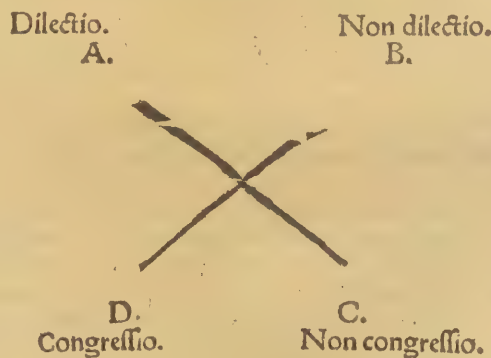 Dilectio. Non dilectio.
A. B.
D. C.
Congreſſio. Non congreſſio.